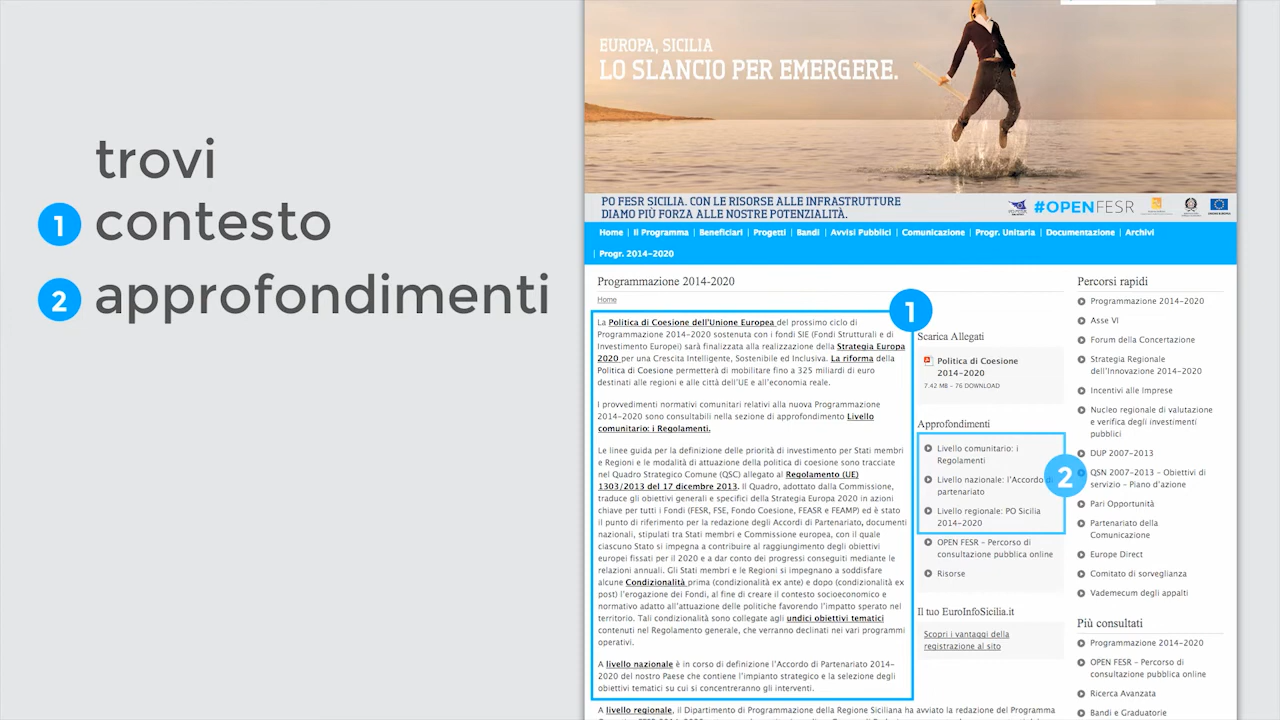 trovi
1 contesto
2 approfondimenti
EUROPA, SICILIA
LO SLANCIO PER EMERGERE.
PO FESR SICILIA. CON LE RISORSE ALLE INFRASTRUTTURE
DIAMO PIÙ FORZA ALLE NOSTRE POTENZIALITÀ.
#OPENFESR
Home | Il Programma | Beneficiari | Progetti | Bandi | Avvisi Pubblici | Comunicazione | Progr. Unitaria | Documentazione | Archivi
| Progr. 2014-2020
Programmazione 2014-2020
Home
1
La Politica di Coesione dell'Unione Europea del prossimo ciclo di
Programmazione 2014-2020 sostenuta con i fondi SIE (Fondi Strutturali e di
Investimento Europei) sarà finalizzata alla realizzazione della Strategia Europa
2020 per una Crescita Intelligente, Sostenibile ed Inclusiva. La riforma della
Politica di Coesione permetterà di mobilitare fino a 325 miliardi di euro
destinati alle regioni e alle città dell'UE e all'economia reale.
I provvedimenti normativi comunitari relativi alla nuova Programmazione
2014-2020 sono consultabili nella sezione di approfondimento Livello
comunitario: i Regolamenti.
Le linee guida per la definizione delle priorità di investimento per Stati membri
e Regioni e le modalità di attuazione della politica di coesione sono tracciate
nel Quadro Strategico Comune (QSC) allegato al Regolamento (UE)
1303/2013 del 17 dicembre 2013. Il Quadro, adottato dalla Commissione,
traduce gli obiettivi generali e specifici della Strategia Europa 2020 in azioni
chiave per tutti i Fondi (FESR, FSE, Fondo Coesione, FEASR e FEAMP) ed è stato
il punto di riferimento per la redazione degli Accordi di Partenariato, documenti
nazionali, stipulati tra Stati membri e Commissione europea, con il quale
ciascuno Stato si impegna a contribuire al raggiungimento degli obiettivi
europei fissati per il 2020 e a dar conto dei progressi conseguiti mediante le
relazioni annuali. Gli Stati membri e le Regioni si impegnano a soddisfare
alcune Condizionalità prima (condizionalità ex ante) e dopo (condizionalità ex
post) l'erogazione dei Fondi, al fine di creare il contesto socioeconomico e
normativo adatto all'attuazione delle politiche favorendo l'impatto sperato nel
territorio. Tali condizionalità sono collegate agli undici obiettivi tematici
contenuti nel Regolamento generale, che verranno declinati nei vari programmi
operativi.
A livello nazionale è in corso di definizione l'Accordo di Partenariato 2014-
2020 del nostro Paese che contiene l'impianto strategico e la selezione degli
obiettivi tematici su cui si concentreranno gli interventi.
A livello regionale, il Dipartimento di Programmazione della Regione Siciliana ha avviato la redazione del Programma
Scarica Allegati
Politica di Coesione
2014-2020
7.42 MB - 76 DOWNLOAD
Approfondimenti
Livello comunitario: i
Regolamenti
Livello nazionale: l'Accordo di
partenariato
Livello regionale: PO Sicilia
2014-2020
2
OPEN FESR - Percorso di
consultazione pubblica online
Risorse
Il tuo EuroInfoSicilia.it
Scopri i vantaggi della
registrazione al sito
Percorsi rapidi
Programmazione 2014-2020
Asse VI
Forum della Concertazione
Strategia Regionale
dell'Innovazione 2014-2020
Incentivi alle Imprese
Nucleo regionale di valutazione
e verifica degli investimenti
pubblici
DUP 2007-2013
QSN 2007-2013 - Obiettivi di
servizio - Piano d'azione
Pari Opportunità
Partenariato della
Comunicazione
Europe Direct
Comitato di sorveglianza
Vademecum degli appalti
Più consultati
Programmazione 2014-2020
OPEN FESR - Percorso di
consultazione pubblica online
Ricerca Avanzata
Bandi e Graduatorie